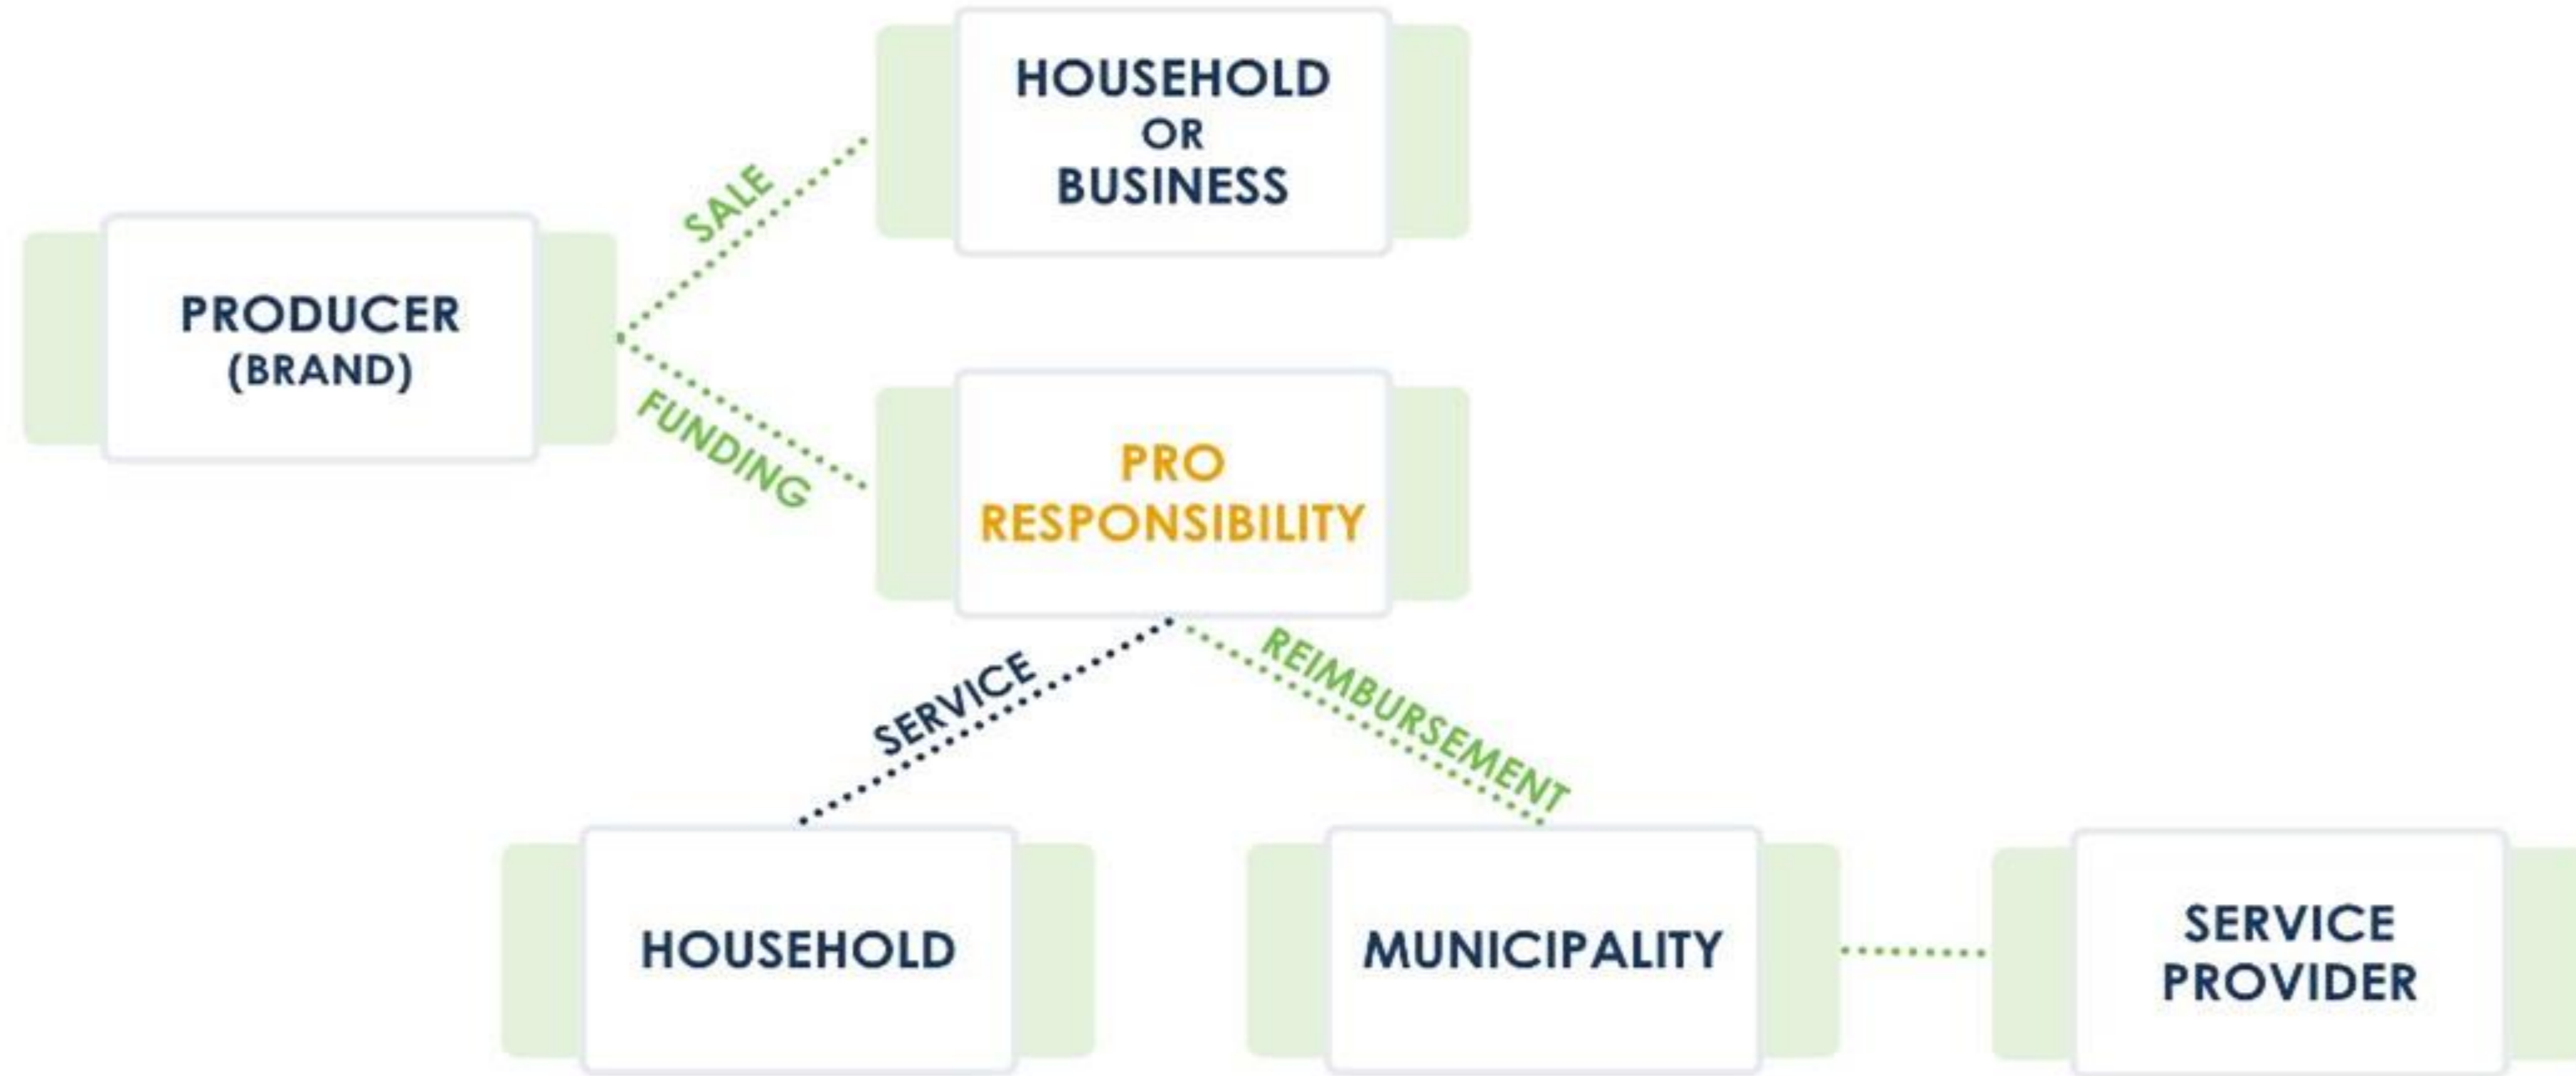 HOUSEHOLD
OR
BUSINESS
SALE
PRODUCER
(BRAND)
FUNDING
PRO
RESPONSIBILITY
SERVICE
REIMBURSEMENT
HOUSEHOLD
MUNICIPALITY
SERVICE
PROVIDER